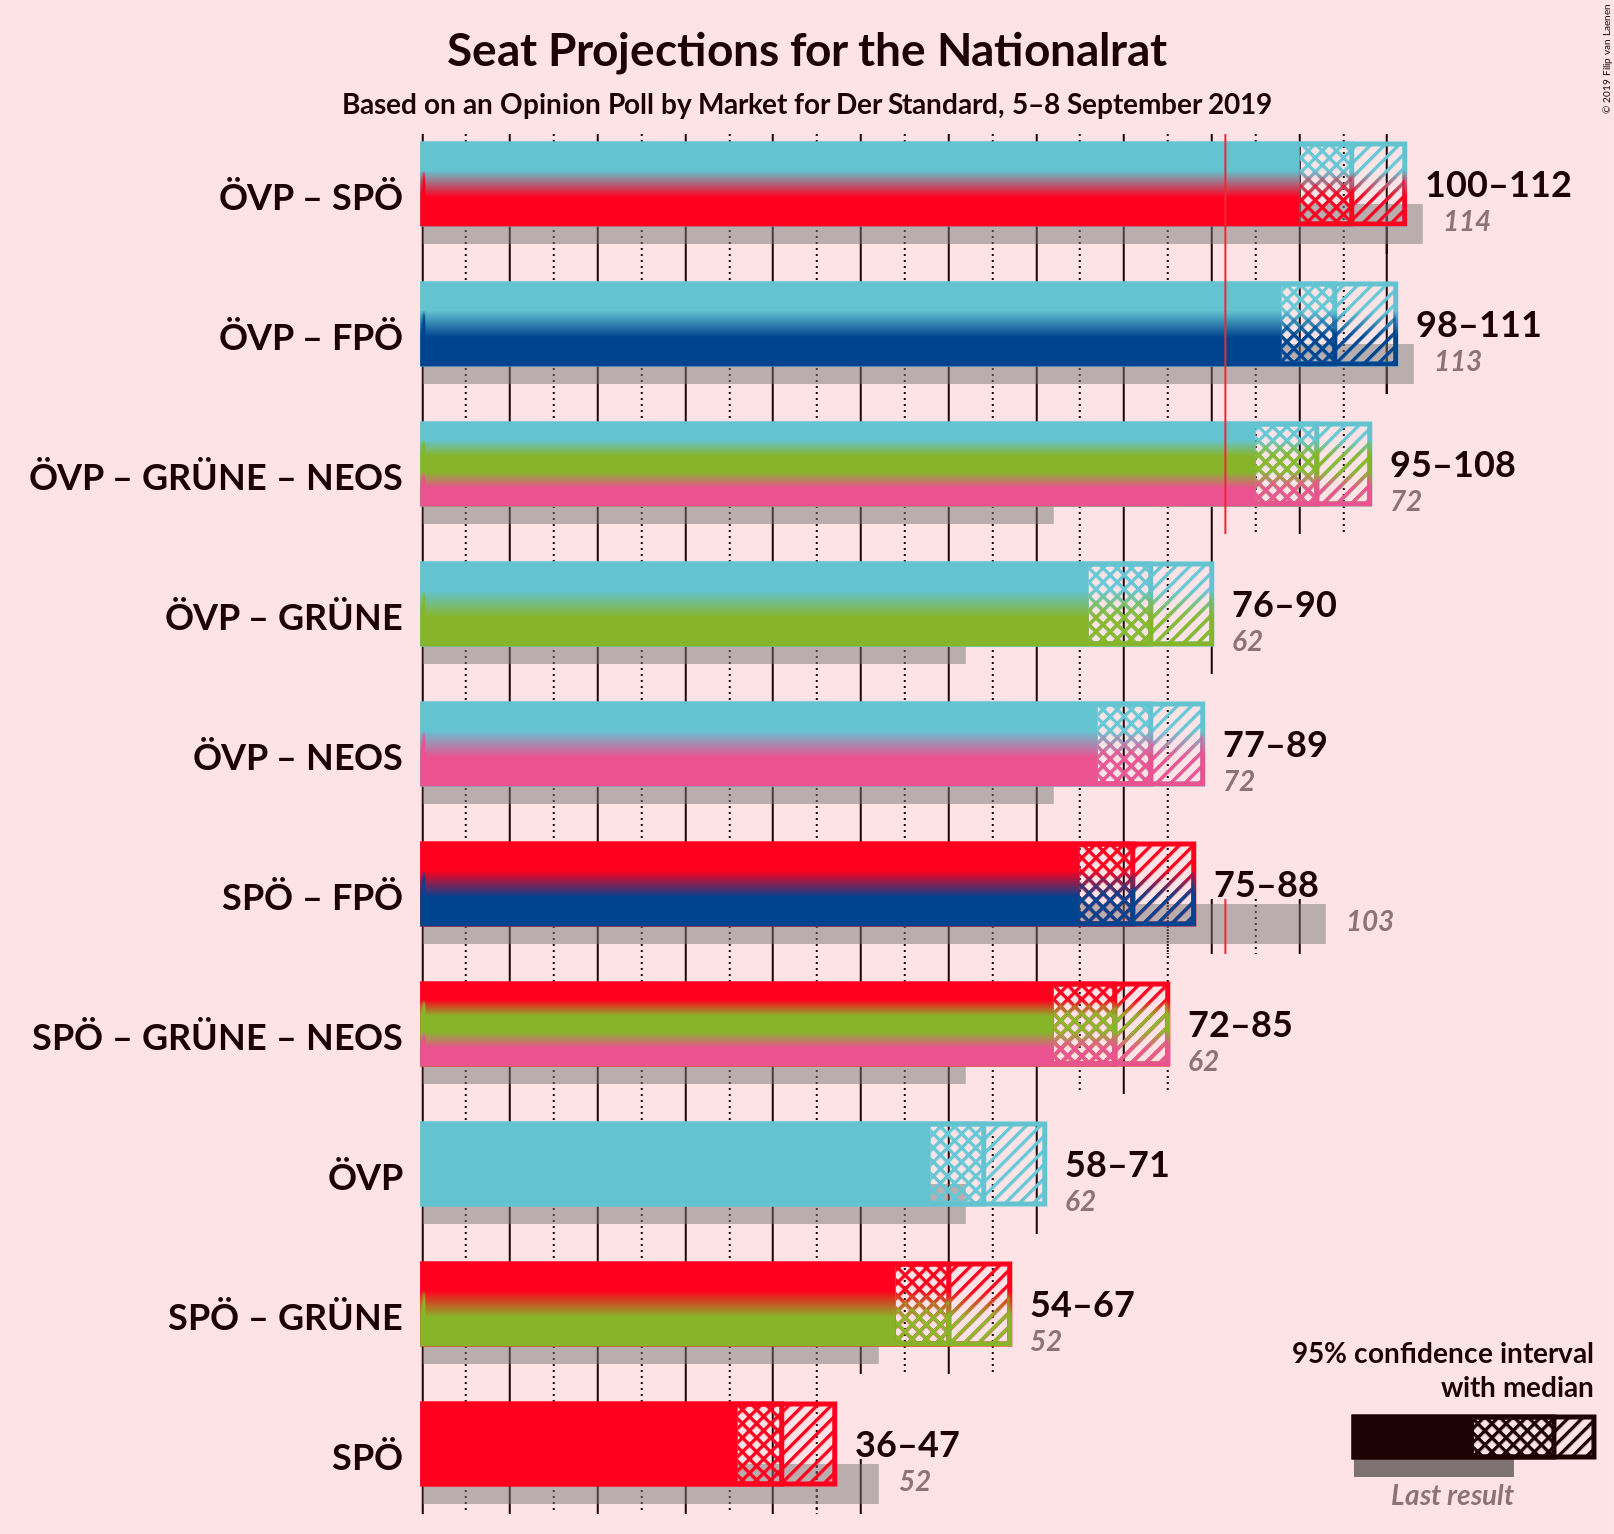 Seat Projections for the Nationalrat
Based on an Opinion Poll by Market for Der Standard, 5–8 September 2019
© 2019 Filip van Laenen
ÖVP – SPÖ
100–112
114
ÖVP – FPÖ
98–111
113
ÖVP – GRÜNE – NEOS
95–108
72
ÖVP – GRÜNE
76–90
62
ÖVP – NEOS
77–89
72
SPÖ – FPÖ
75–88
103
SPÖ – GRÜNE – NEOS
72–85
62
ÖVP
58–71
62
SPÖ – GRÜNE
54–67
52
SPÖ
36–47
52
95% confidence interval
with median
Last result